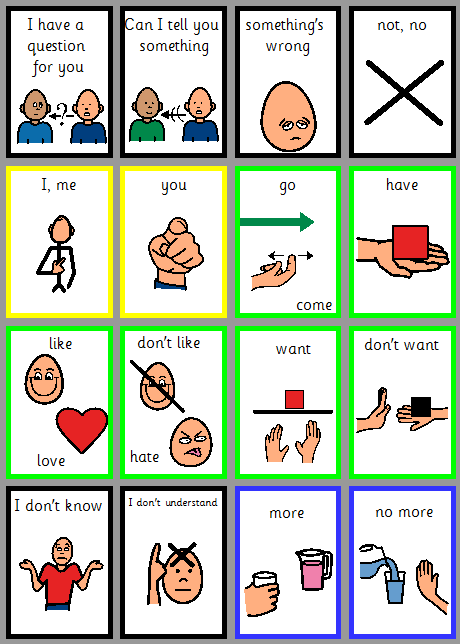 I have a
question
for you
Can I tell you
something
something's
wrong
not, no
?
I, me
you
go
come
have
like
love
don't like
hate
want
don't want
I don't know
I don't understand
more
no more